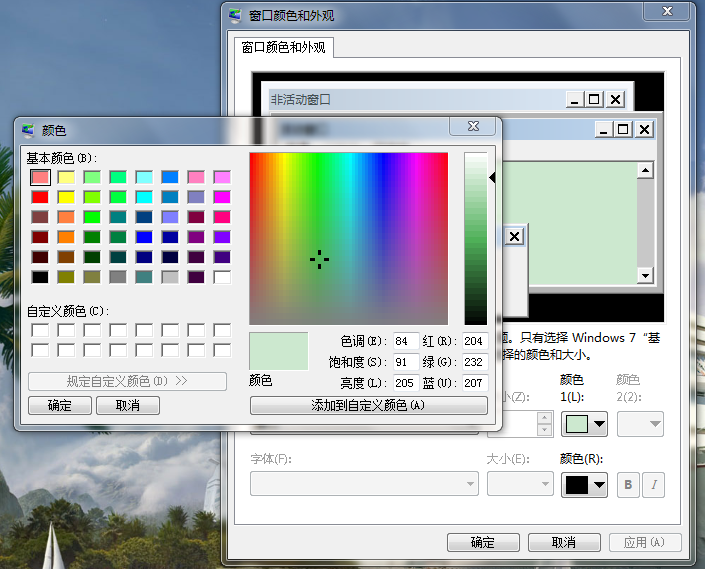 窗口颜色和外观
窗口颜色和外观
非活动窗口
颜色
基本颜色(B):
自定义颜色(C):
规定自定义颜色(D) >>
确定
取消
颜色
色调(E): 84
红(R): 204
饱和度(S): 91
绿(G): 232
亮度(L): 205
蓝(U): 207
添加到自定义颜色(A)
题。只有选择 Windows 7“基
择的颜色和大小。
小(Z):
颜色
1(L):
颜色
2(2):
字体(F):
大小(E):
颜色(R):
B
I
确定
取消
应用(A)